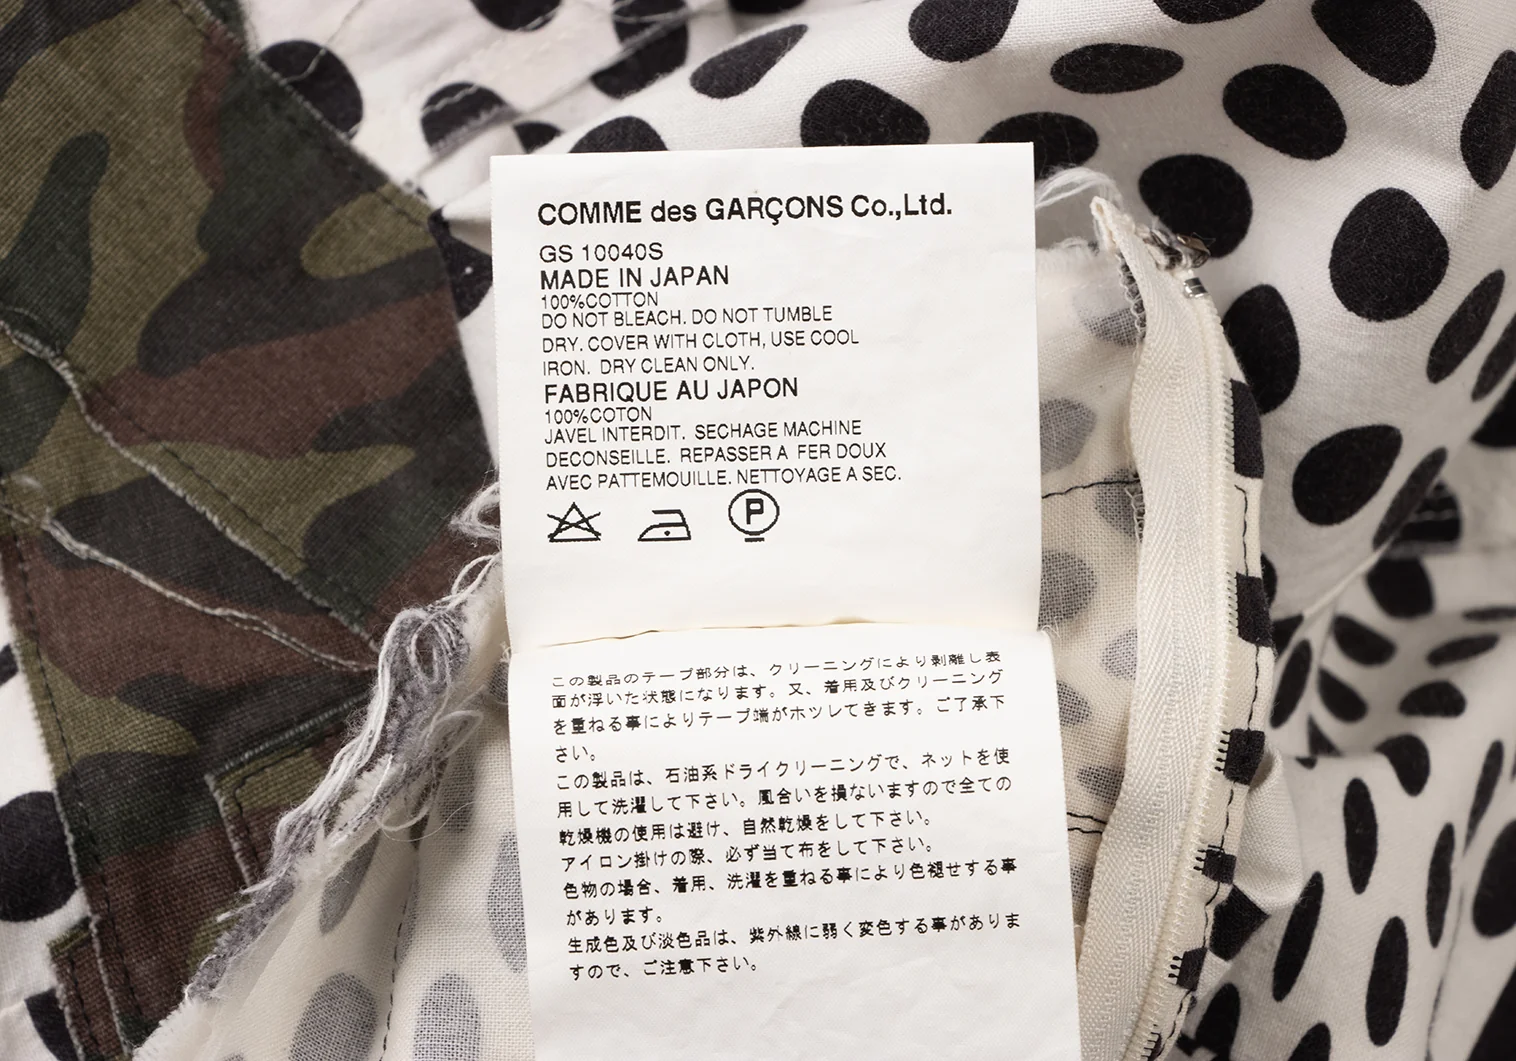 COMME des GARÇONS Co.,Ltd.
GS 10040S
MADE IN JAPAN
100%COTTON
DO NOT BLEACH. DO NOT TUMBLE
DRY. COVER WITH CLOTH, USE COOL
IRON. DRY CLEAN ONLY.
FABRIQUE AU JAPON
100%COTON
JAVEL INTERDIT. SECHAGE MACHINE
DECONSEILLE. REPASSER A FER DOUX
AVEC PATTEMOUILLE. NETTOYAGE A SEC.
P
この製品のテープ部分は、クリーニングにより剥離し表
面が浮いた状態になります。又、着用及びクリーニング
を重ねる事によりテープ端がホツレてきます。ご了承下
さい。
この製品は、石油系ドライクリーニングで、ネットを使
用して洗濯して下さい。風合いを損ないますので全ての
乾燥機の使用は避け、自然乾燥をして下さい。
アイロン掛けの際、必ず当て布をして下さい。
色物の場合、着用、洗濯を重ねる事により色褪せする事
があります。
生成色及び淡色品は、紫外線に弱く変色する事がありま
すので、ご注意下さい。